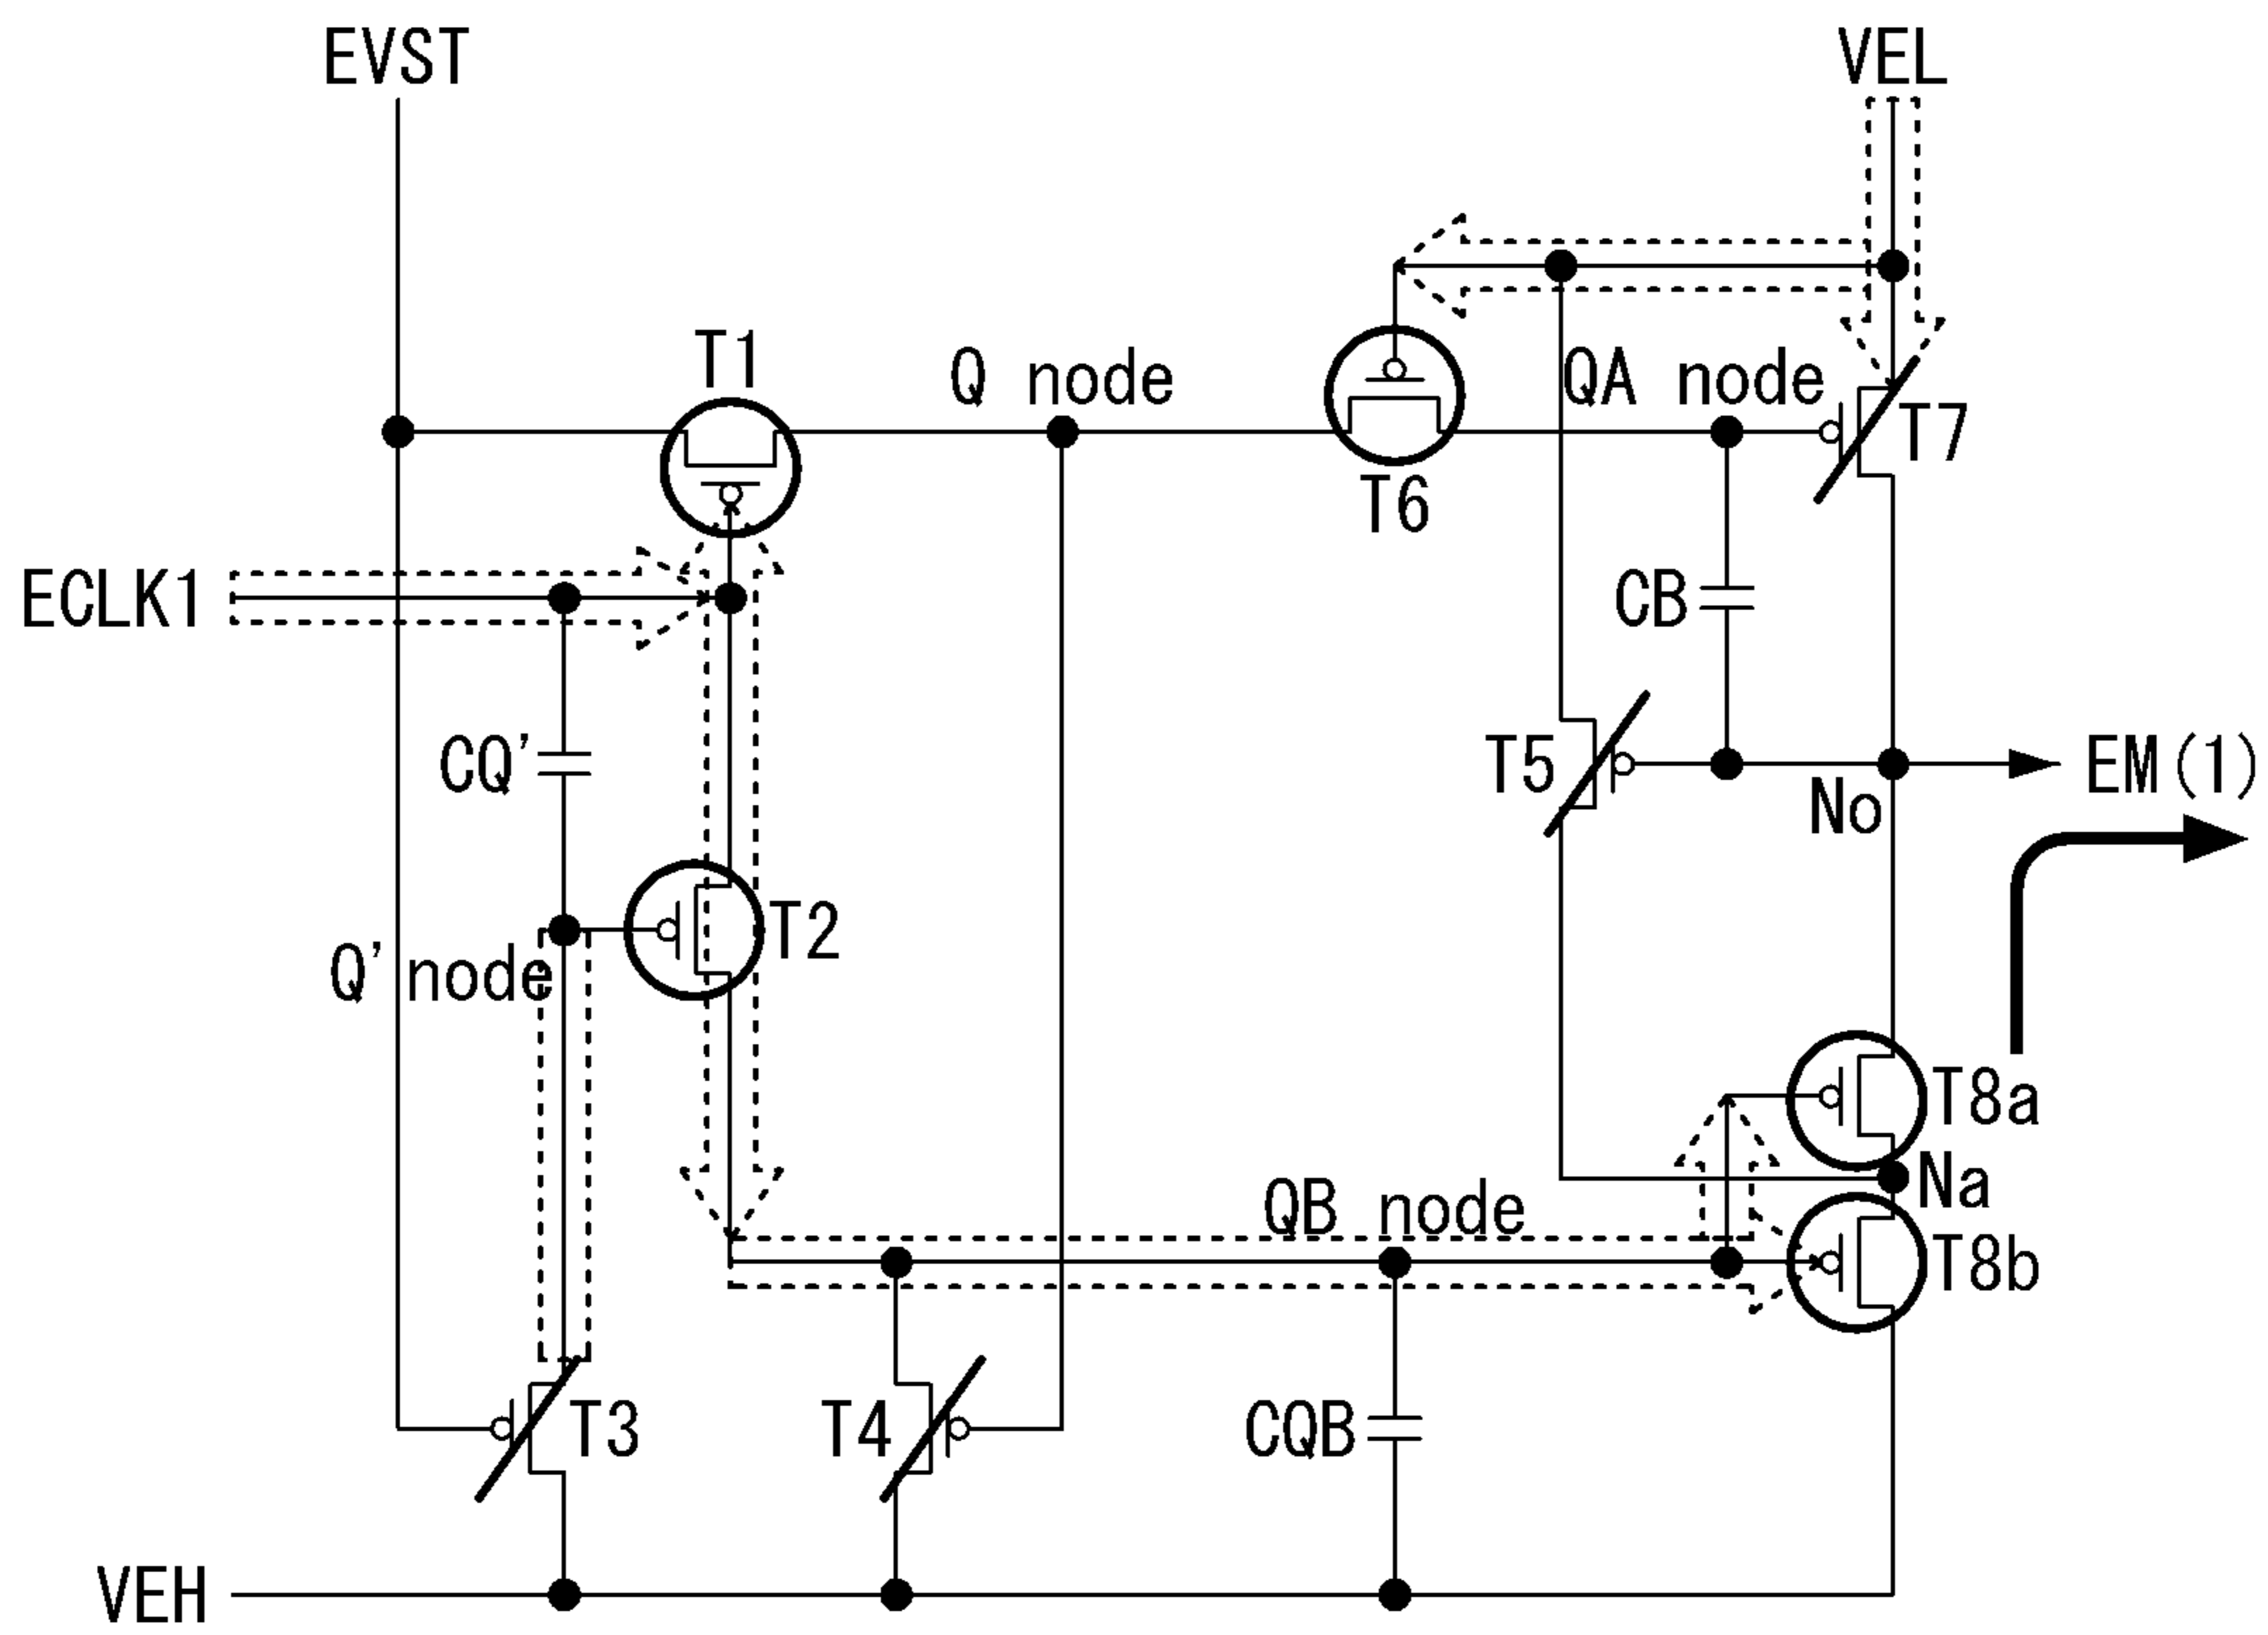 EVST
VEL
T1
Q node
QA node
T7
T6
ECLK1
CB
CQ'
T5
EM(1)
No
T2
Q' node
T8a
Na
QB node
T8b
T3
T4
CQB
VEH